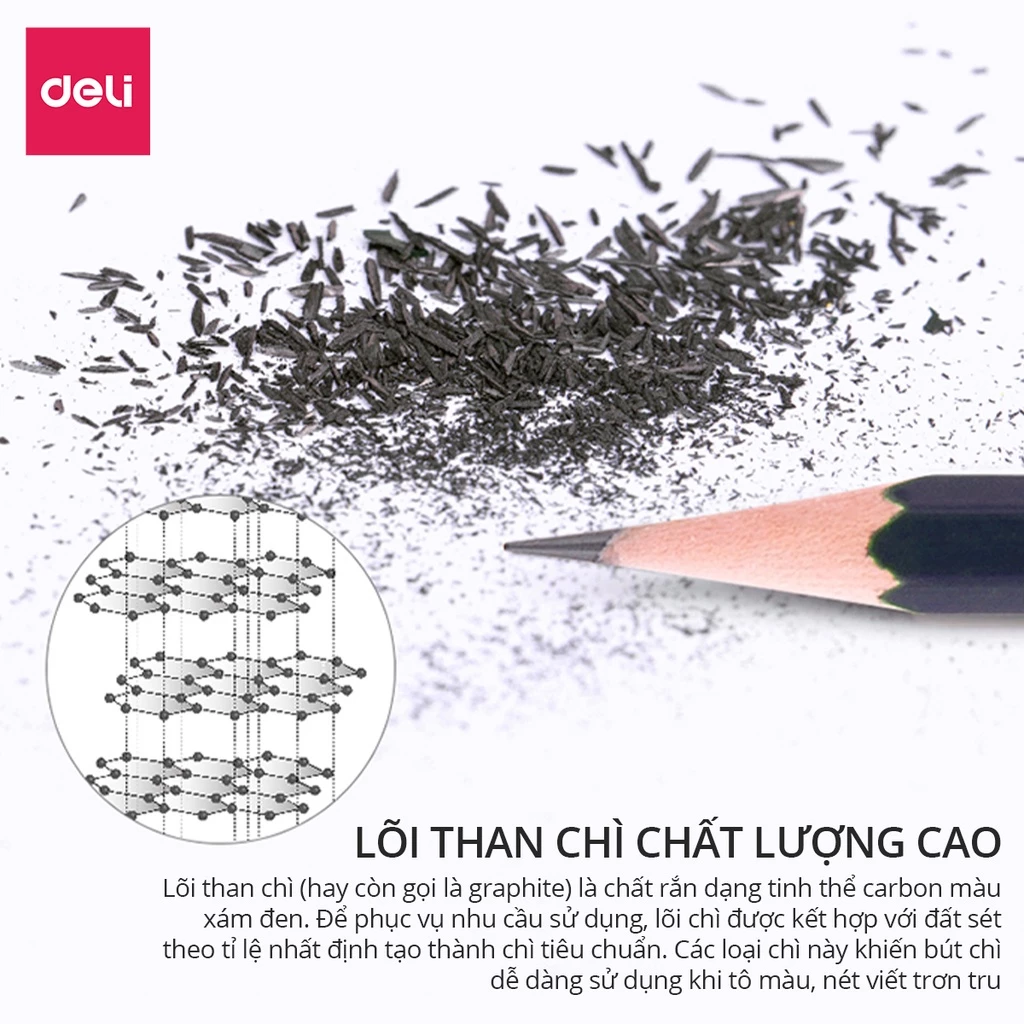 deli
LÕI THAN CHÌ CHẤT LƯỢNG CAO
Lõi than chì (hay còn gọi là graphite) là chất rắn dạng tinh thể carbon màu
xám đen. Để phục vụ nhu cầu sử dụng, lõi chì được kết hợp với đất sét
theo tỉ lệ nhất định tạo thành chì tiêu chuẩn. Các loại chì này khiến bút chì
dễ dàng sử dụng khi tô màu, nét viết trơn tru